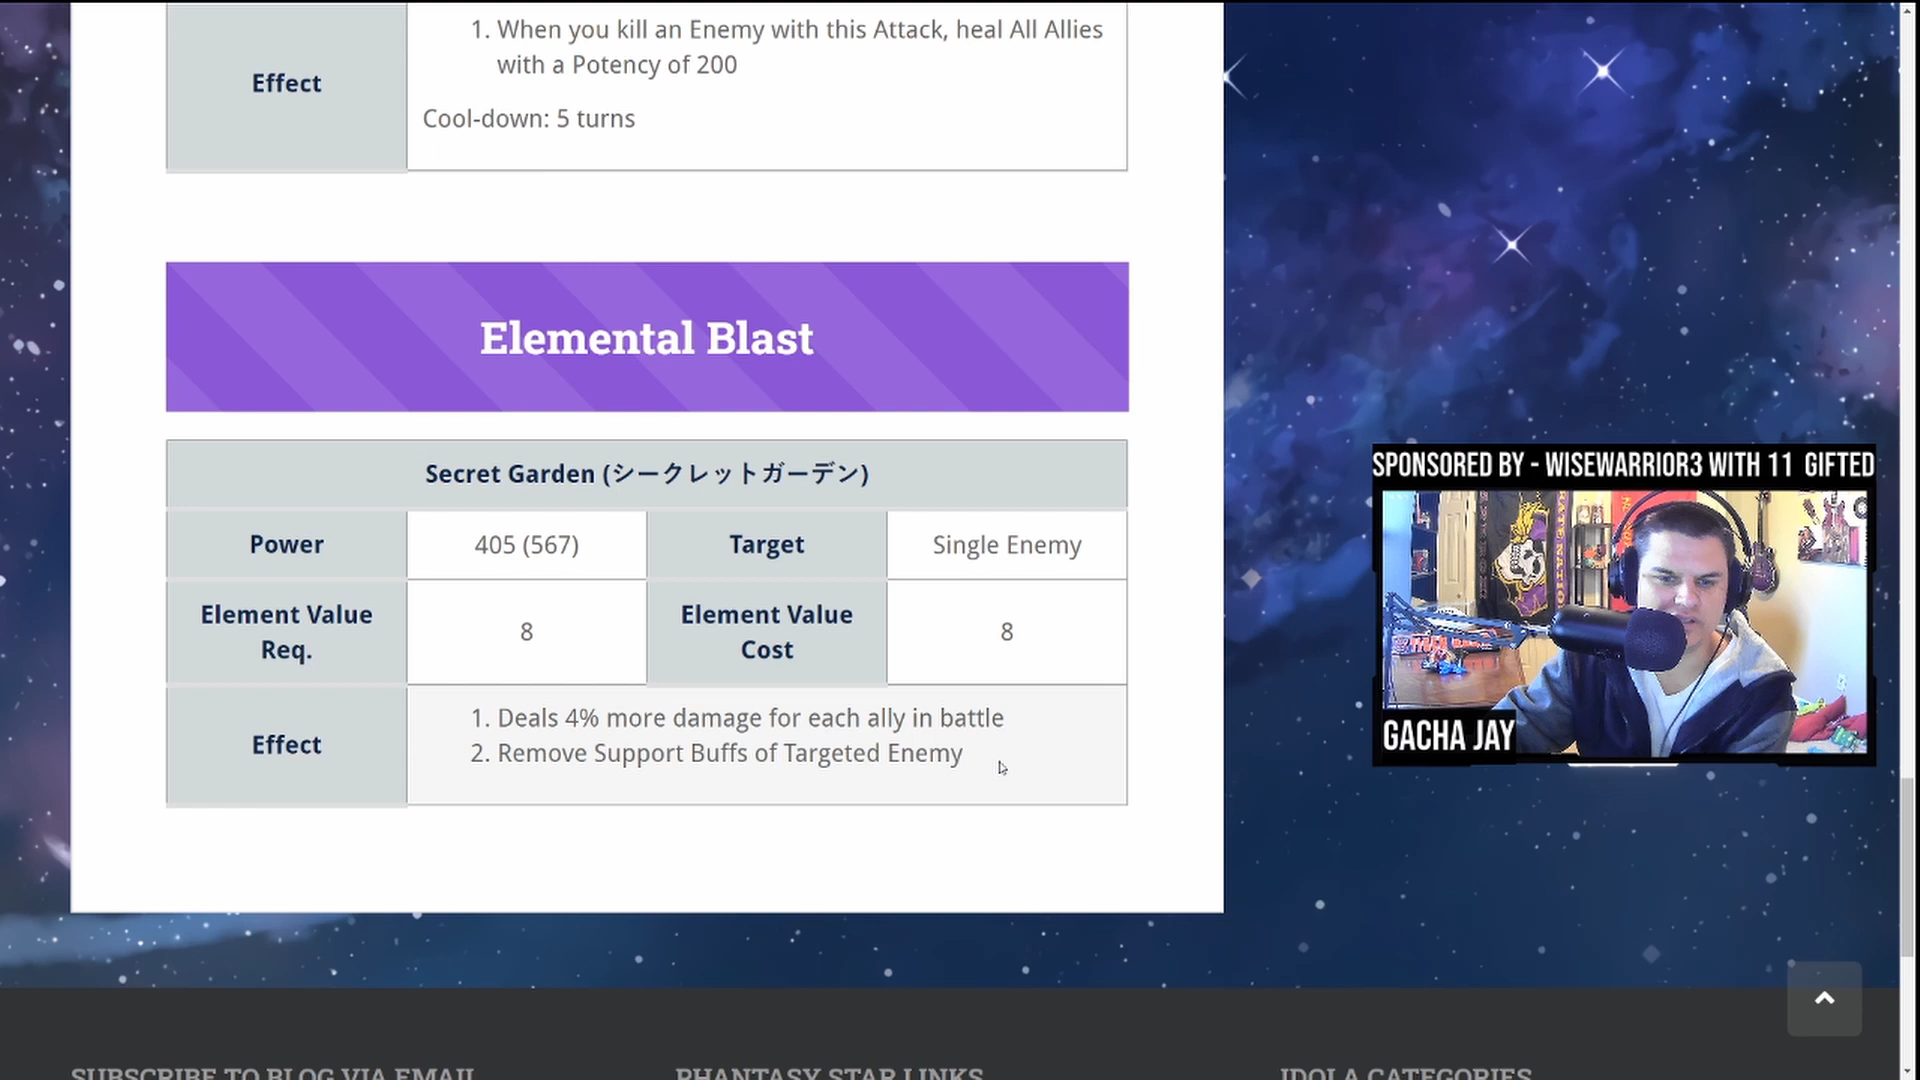 1. When you kill an Enemy with this Attack, heal All Allies
with a Potency of 200
Effect
Cool-down: 5 turns
Elemental Blast
Secret Garden (シークレットガーデン)
Power
405 (567)
Target
Single Enemy
Element Value
Req.
8
Element Value
Cost
8
Effect
1. Deals 4% more damage for each ally in battle
2. Remove Support Buffs of Targeted Enemy
SPONSORED BY - WISEWARRIOR3 WITH 11 GIFTED
GACHA JAY
SUBSCRIBE TO BLOG VIA EMAIL
PHANTASY STAR LINKS
IDOLA CATEGORIES